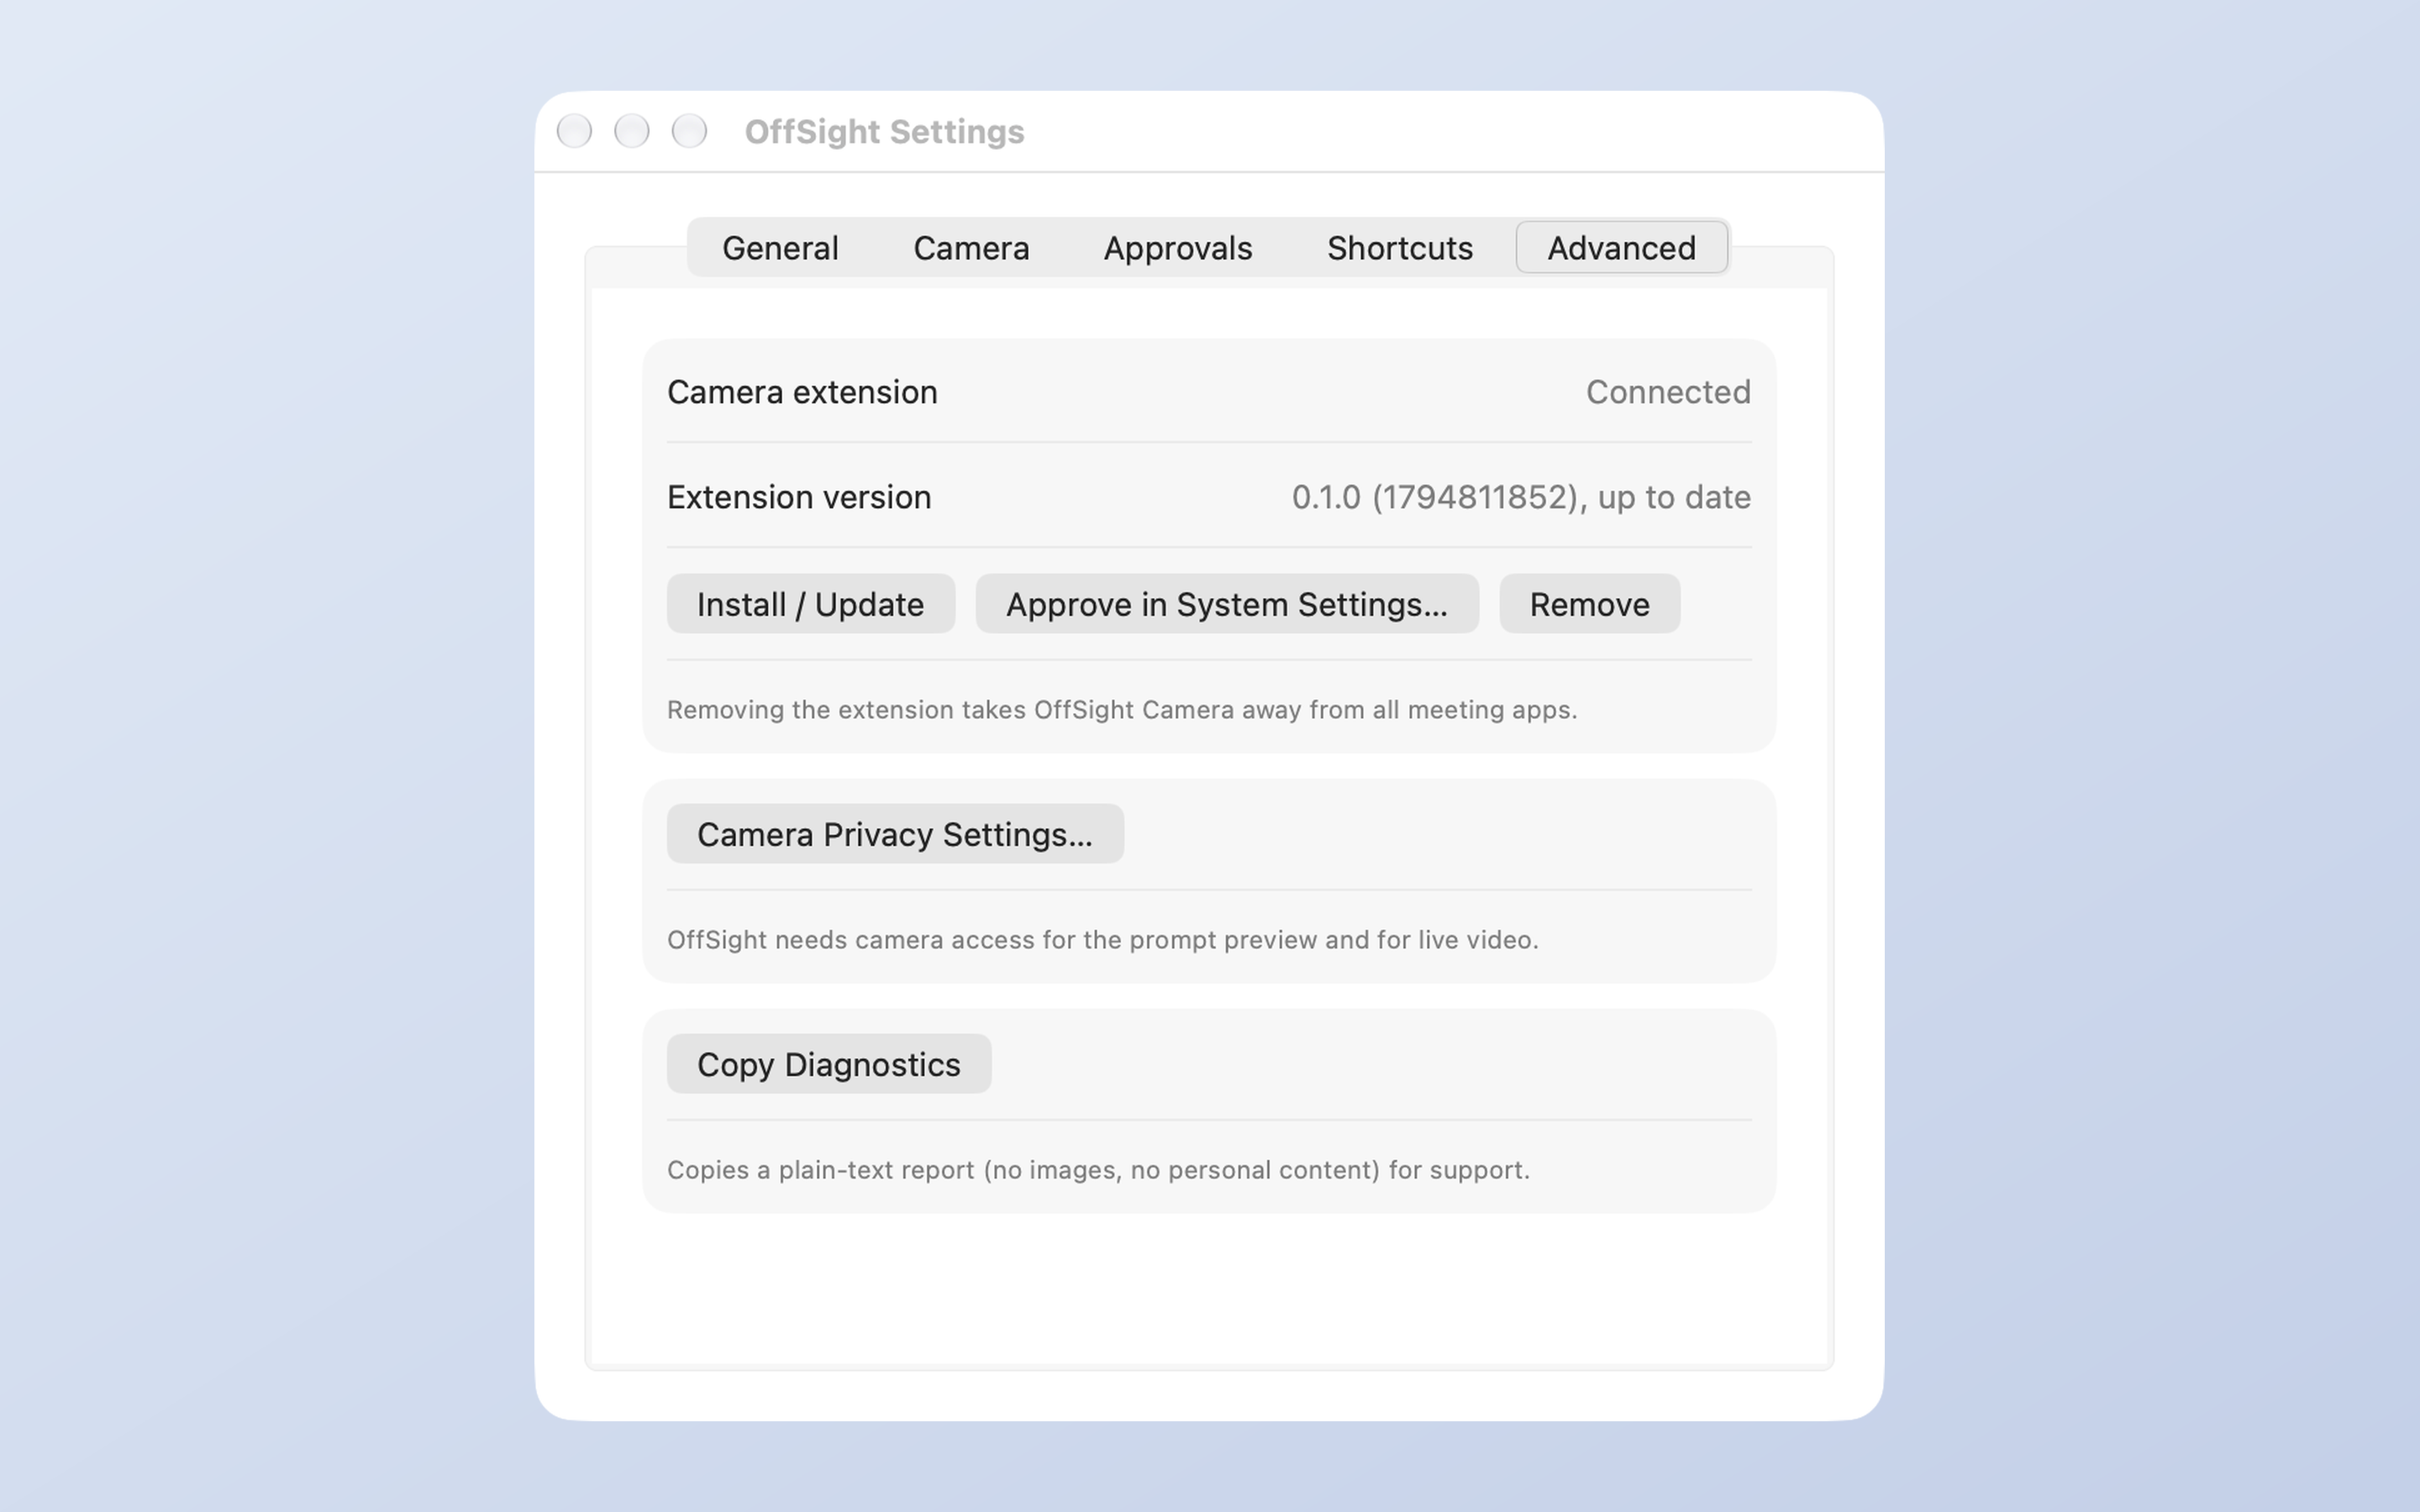 OffSight Settings
General Camera Approvals Shortcuts Advanced
Camera extension Connected
Extension version 0.1.0 (1794811852), up to date
Install / Update Approve in System Settings... Remove
Removing the extension takes OffSight Camera away from all meeting apps.
Camera Privacy Settings...
OffSight needs camera access for the prompt preview and for live video.
Copy Diagnostics
Copies a plain-text report (no images, no personal content) for support.